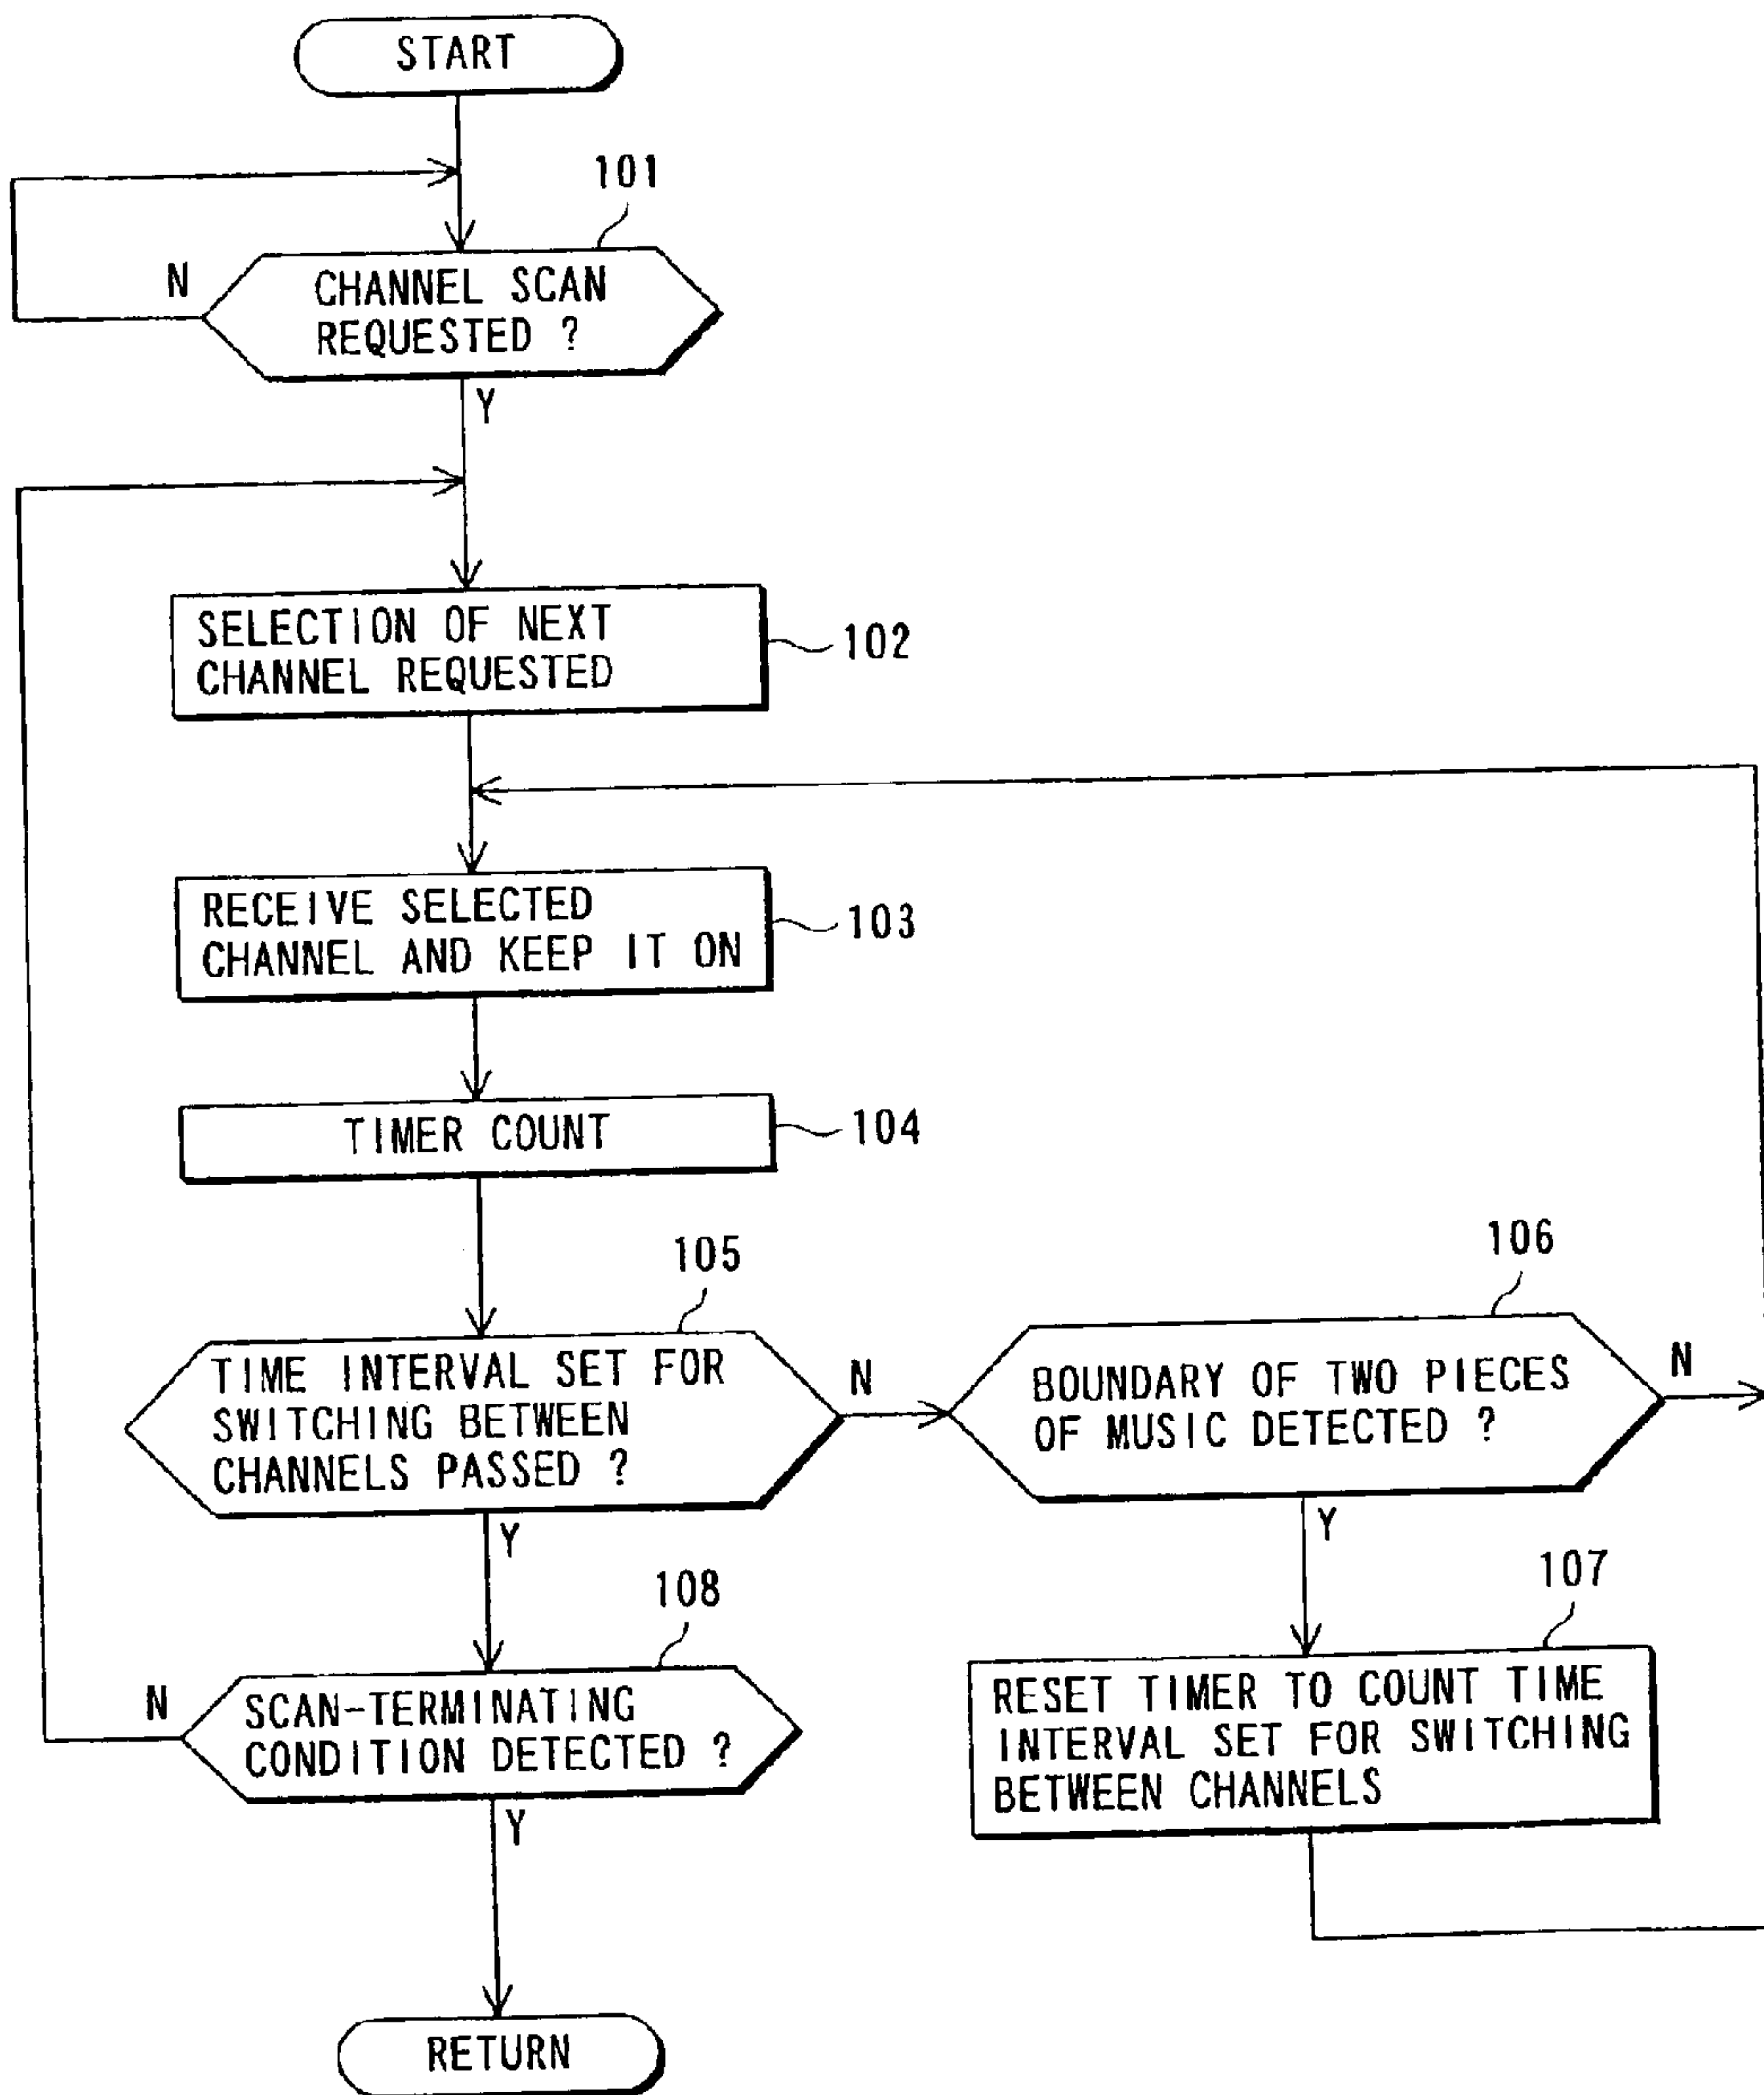 START
101
N
CHANNEL SCAN
REQUESTED ?
Y
SELECTION OF NEXT
CHANNEL REQUESTED
102
RECEIVE SELECTED
CHANNEL AND KEEP IT ON
103
TIMER COUNT
104
105
TIME INTERVAL SET FOR
SWITCHING BETWEEN
CHANNELS PASSED ?
N
106
BOUNDARY OF TWO PIECES
OF MUSIC DETECTED ?
N
Y
Y
107
RESET TIMER TO COUNT TIME
INTERVAL SET FOR SWITCHING
BETWEEN CHANNELS
108
N
SCAN-TERMINATING
CONDITION DETECTED ?
Y
RETURN